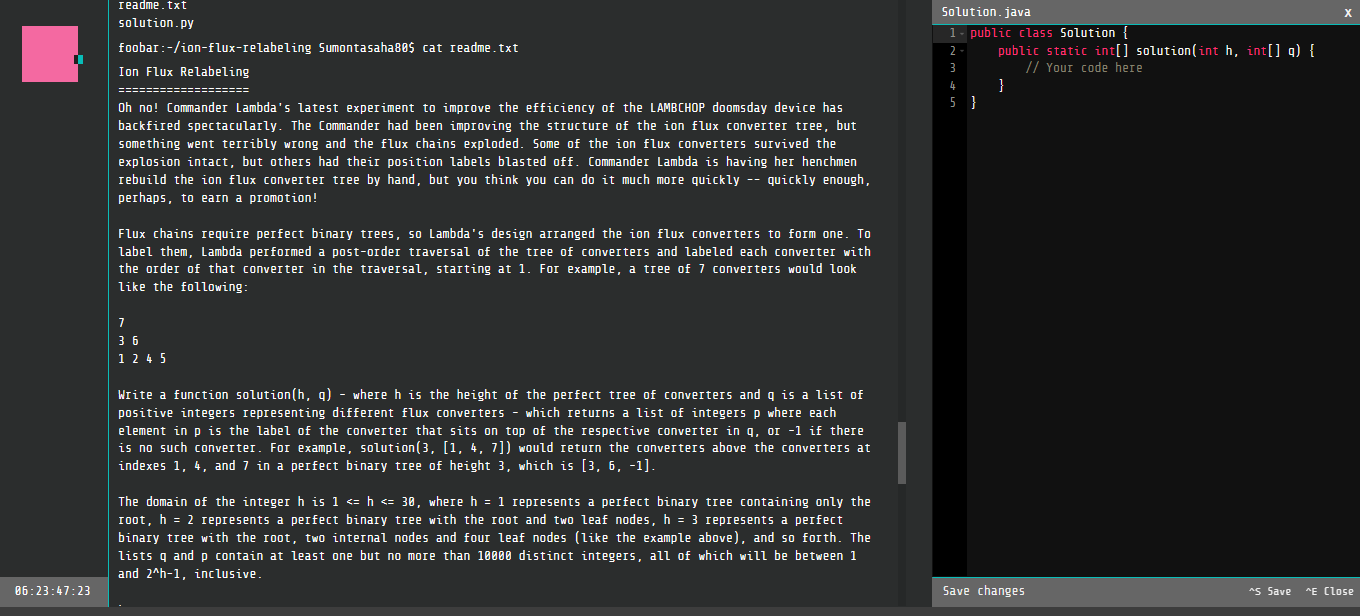 readme.txt
solution.py
foobar:~/ion-flux-relabeling Sumontasaha80$ cat readme.txt
Ion Flux Relabeling
===================
Oh no! Commander Lambda's latest experiment to improve the efficiency of the LAMBCHOP doomsday device has
backfired spectacularly. The Commander had been improving the structure of the ion flux converter tree, but
something went terribly wrong and the flux chains exploded. Some of the ion flux converters survived the
explosion intact, but others had their position labels blasted off. Commander Lambda is having her henchmen
rebuild the ion flux converter tree by hand, but you think you can do it much more quickly -- quickly enough,
perhaps, to earn a promotion!
Flux chains require perfect binary trees, so Lambda's design arranged the ion flux converters to form one. To
label them, Lambda performed a post-order traversal of the tree of converters and labeled each converter with
the order of that converter in the traversal, starting at 1. For example, a tree of 7 converters would look
like the following:
7
3 6
1 2 4 5
Write a function solution(h, q) - where h is the height of the perfect tree of converters and q is a list of
positive integers representing different flux converters - which returns a list of integers p where each
element in p is the label of the converter that sits on top of the respective converter in q, or -1 if there
is no such converter. For example, solution(3, [1, 4, 7]) would return the converters above the converters at
indexes 1, 4, and 7 in a perfect binary tree of height 3, which is [3, 6, -1].
The domain of the integer h is 1 <= h <= 30, where h = 1 represents a perfect binary tree containing only the
root, h = 2 represents a perfect binary tree with the root and two leaf nodes, h = 3 represents a perfect
binary tree with the root, two internal nodes and four leaf nodes (like the example above), and so forth. The
lists q and p contain at least one but no more than 10000 distinct integers, all of which will be between 1
and 2^h-1, inclusive.
06:23:47:23
Solution.java X
1 public class Solution {
2 public static int[] solution(int h, int[] q) {
3 // Your code here
4 }
5 }
Save changes ^S Save ^E Close